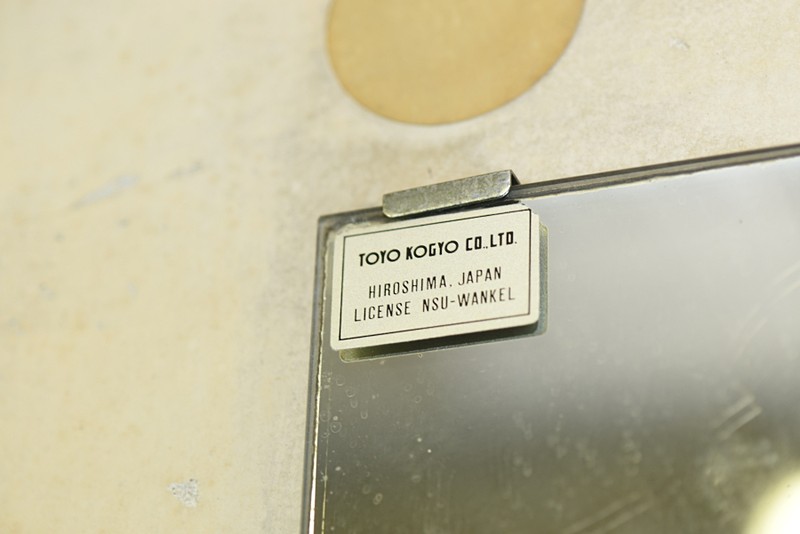 TOYO KOGYO CO.,LTD.
HIROSHIMA, JAPAN
LICENSE NSU-WANKEL